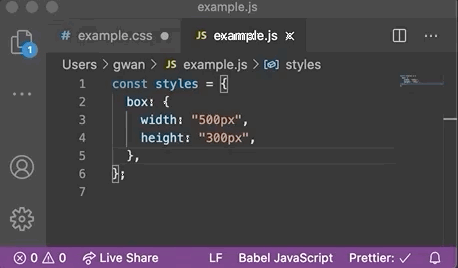 example.js
# example.css ● JS example.js ×
Users > gwan > JS example.js > styles
1 const styles = {
2 box: {
3 width: "500px",
4 height: "300px",
5 },
6 };
7
1
0 0 Live Share LF Babel JavaScript Prettier: ✓